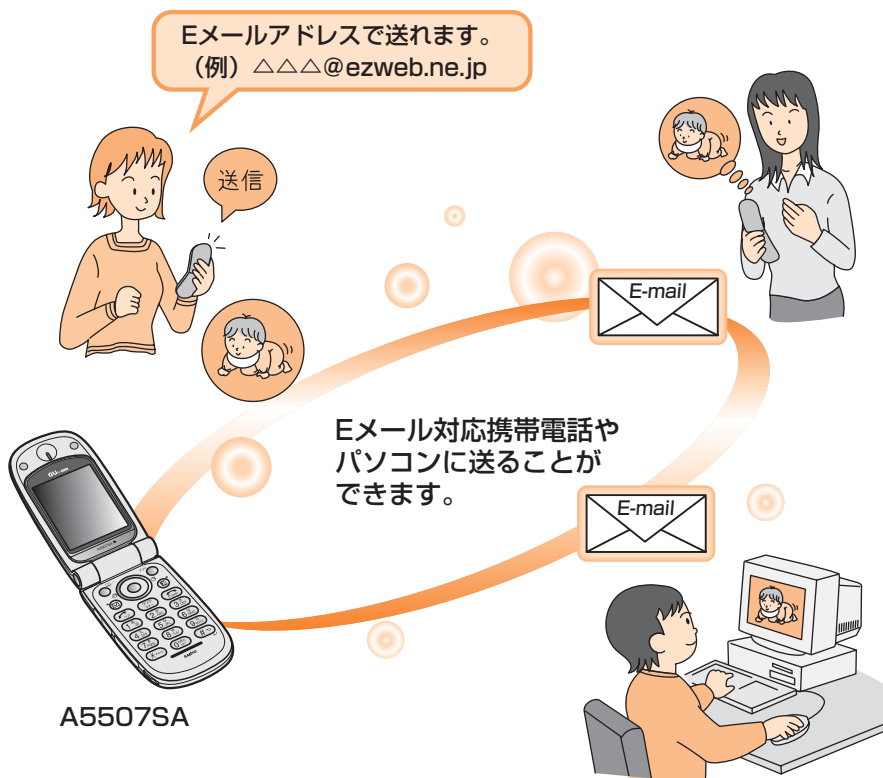 Eメールアドレスで送れます。
（例）△△△@ezweb.ne.jp
送信
E-mail
Eメール対応携帯電話や
パソコンに送ることが
できます。
E-mail
A5507SA